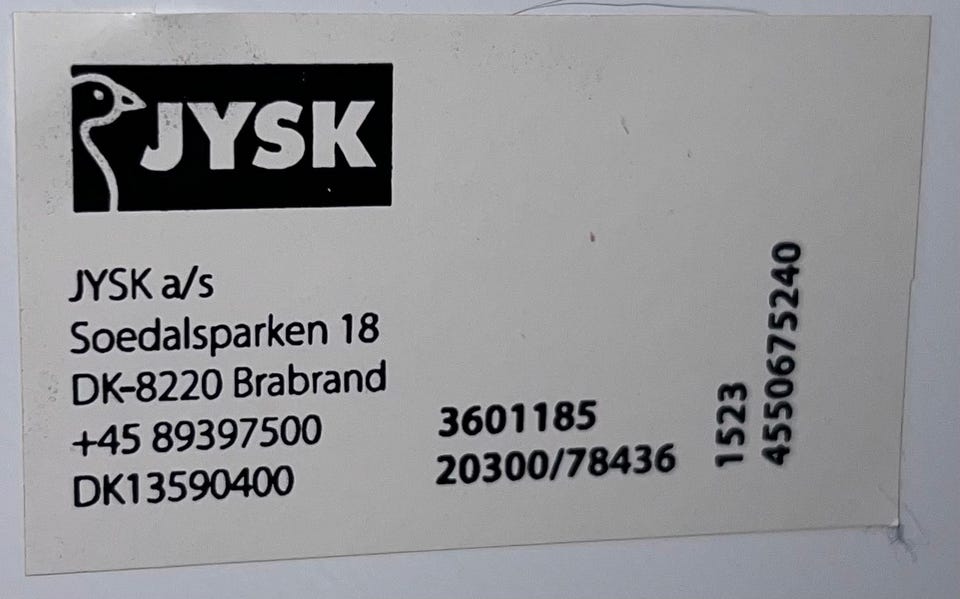 JYSK
JYSK a/s
Soedalsparken 18
DK-8220 Brabrand
+45 89397500
DK13590400
3601185
20300/78436
1523
4550675240